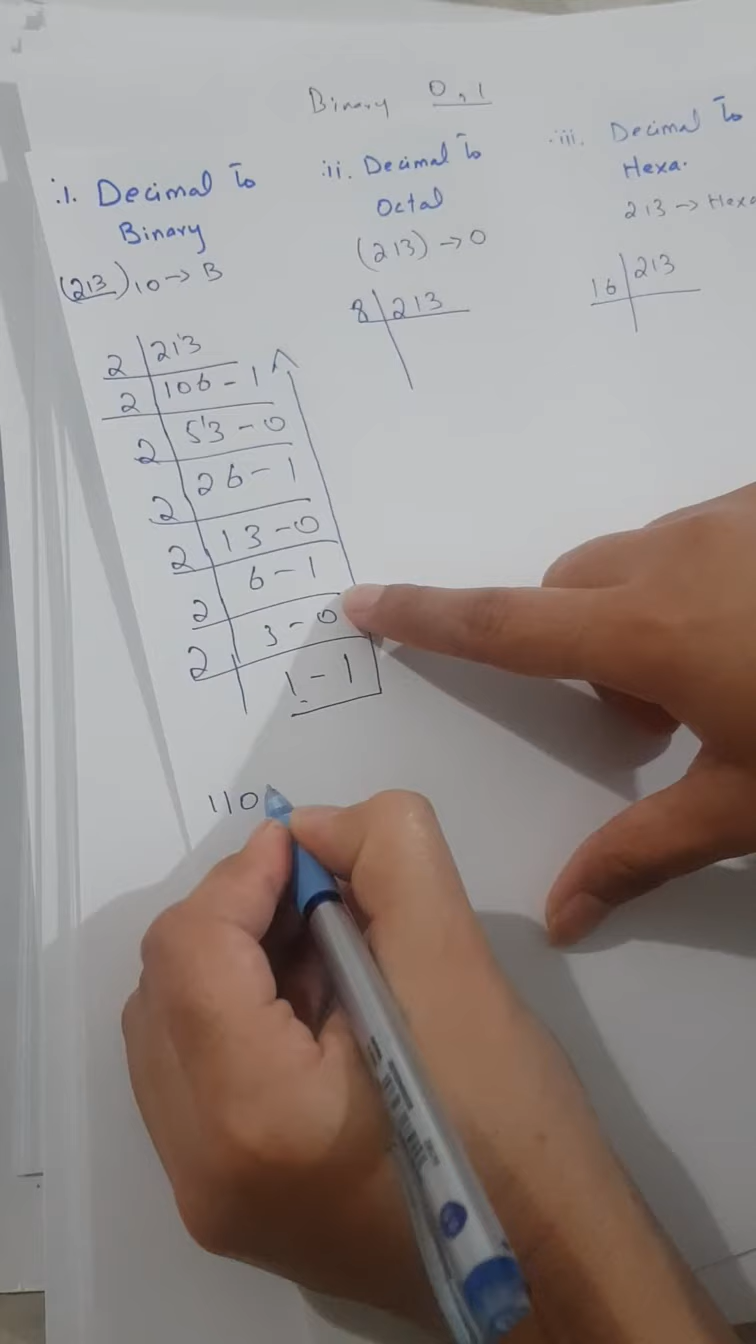 Binary 0,1
:i. Decimal To
Binary
(213)10 → B
2 | 213
2 | 106 - 1
2 | 53 - 0
2 | 26 - 1
2 | 13 - 0
2 | 6 - 1
2 | 3 - 0
1 - 1
110
:ii. Decimal To
Octal
(213) → O
8 | 213
:iii. Decimal To
Hexa.
213 → Hexa
16 | 213